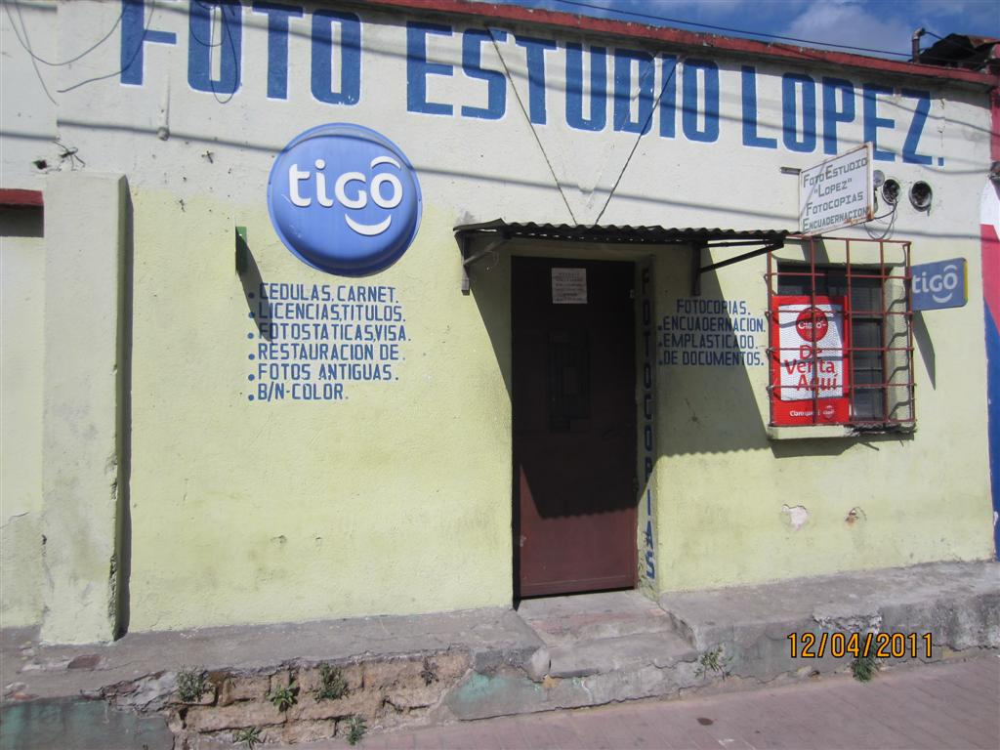 FOTO ESTUDIO LOPEZ.
tigo
.CEDULAS, CARNET.
.LICENCIAS,TITULOS.
.FOTOSTATICAS,VISA.
.RESTAURACION DE.
.FOTOS ANTIGUAS.
.B/N-COLOR.
FOTOCOPIAS
FOTOCOPIAS.
.ENCUADERNACION.
.EMPLASTICADO.
.DE DOCUMENTOS.
FOTO ESTUDIO
"LOPEZ"
FOTOCOPIAS
ENCUADERNACION
Claro
De
Venta
Aquí
tigo
12/04/2011